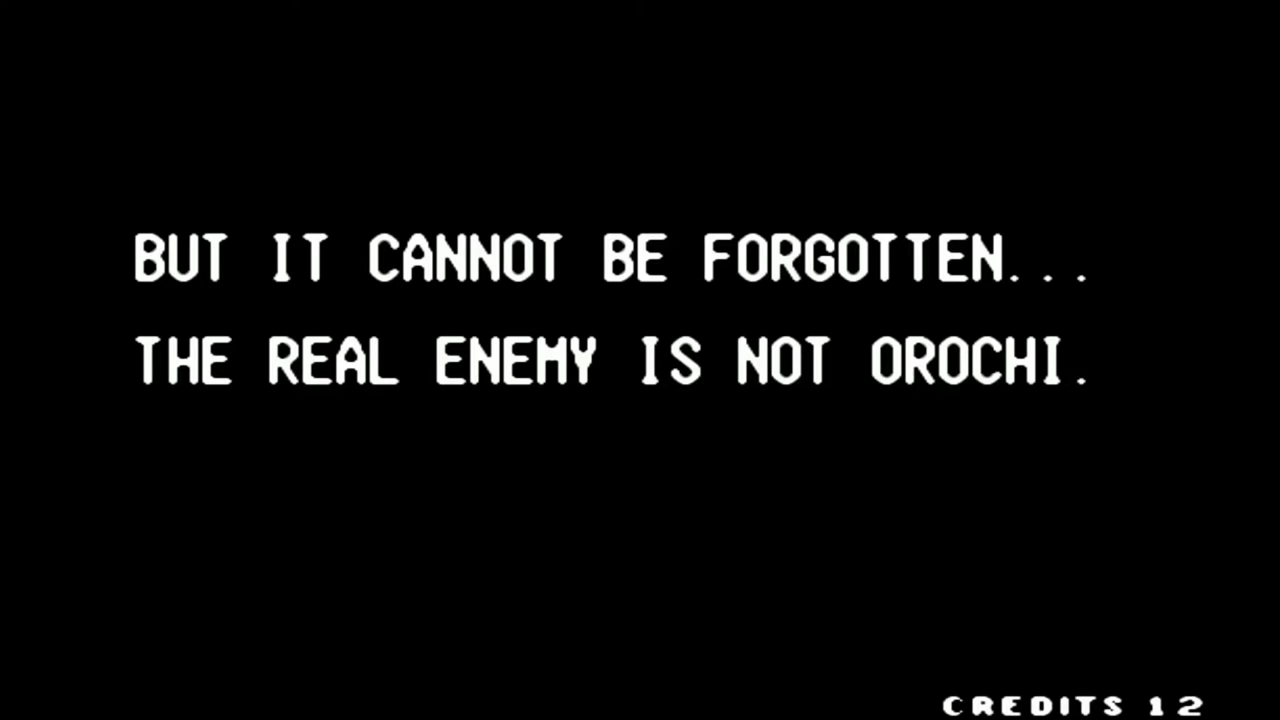 BUT IT CANNOT BE FORGOTTEN...
THE REAL ENEMY IS NOT OROCHI.
CREDITS 12